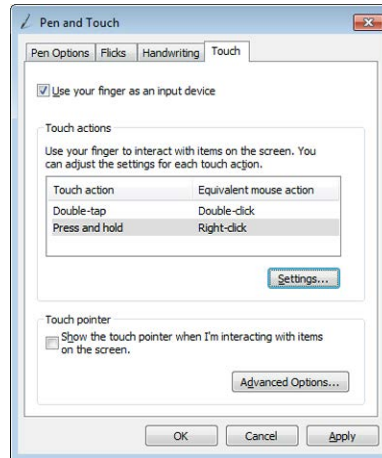 Pen and Touch
Pen Options Flicks Handwriting Touch
Use your finger as an input device
Touch actions
Use your finger to interact with items on the screen. You
can adjust the settings for each touch action.
Touch action Equivalent mouse action
Double-tap Double-click
Press and hold Right-click
Settings...
Touch pointer
Show the touch pointer when I'm interacting with items
on the screen.
Advanced Options...
OK Cancel Apply